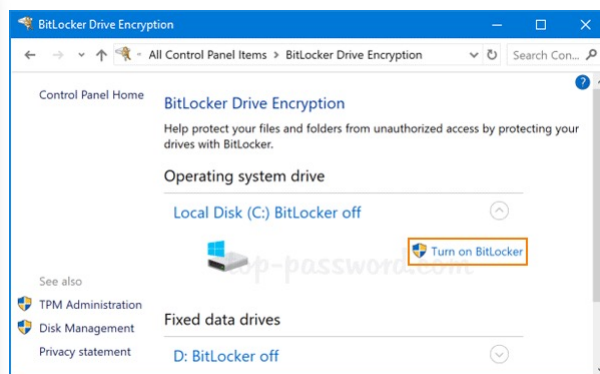 BitLocker Drive Encryption
All Control Panel Items > BitLocker Drive Encryption
Search Con...
Control Panel Home
BitLocker Drive Encryption
Help protect your files and folders from unauthorized access by protecting your
drives with BitLocker.
Operating system drive
Local Disk (C:) BitLocker off
Turn on BitLocker
top-password.com
See also
TPM Administration
Disk Management
Privacy statement
Fixed data drives
D: BitLocker off